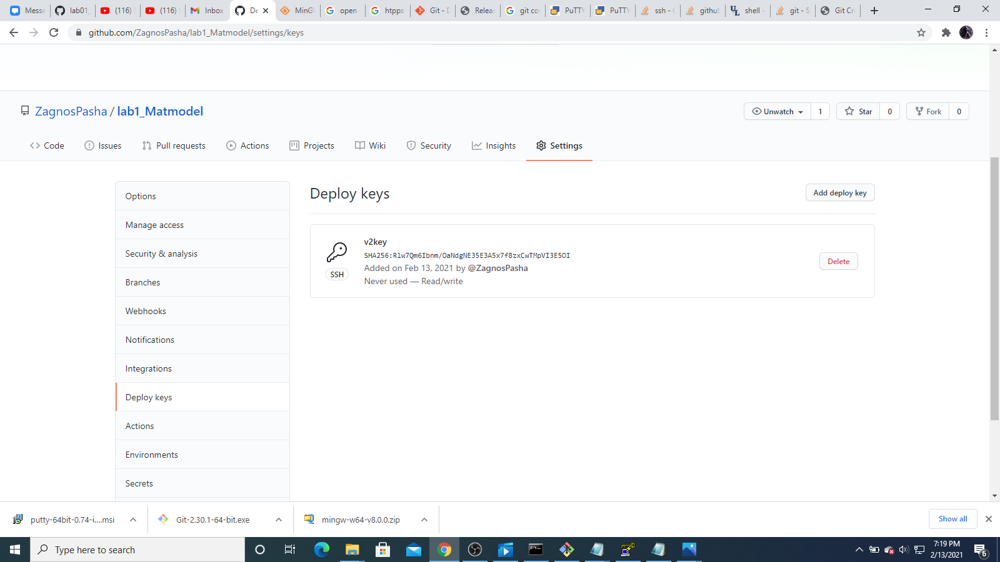 Messe
lab01_
(116)
(116)
Inbox
De
MinG
open
htpps
Git - D
Releas
git co
PuTTY
PuTTY
ssh -
github
shell -
git - S
Git Cr
github.com/ZagnosPasha/lab1_Matmodel/settings/keys
ZagnosPasha / lab1_Matmodel
Unwatch 1
Star 0
Fork 0
Code
Issues
Pull requests
Actions
Projects
Wiki
Security
Insights
Settings
Options
Manage access
Security & analysis
Branches
Webhooks
Notifications
Integrations
Deploy keys
Actions
Environments
Secrets
Deploy keys
Add deploy key
v2key
SHA256:Rlw7Qm6Ibnm/OaNdgNE35E3A5x7f8zxCwTMpVI3E5OI
Added on Feb 13, 2021 by @ZagnosPasha
Never used — Read/write
SSH
Delete
putty-64bit-0.74-i....msi
Git-2.30.1-64-bit.exe
mingw-w64-v8.0.0.zip
Show all
Type here to search
7:19 PM
2/13/2021
6